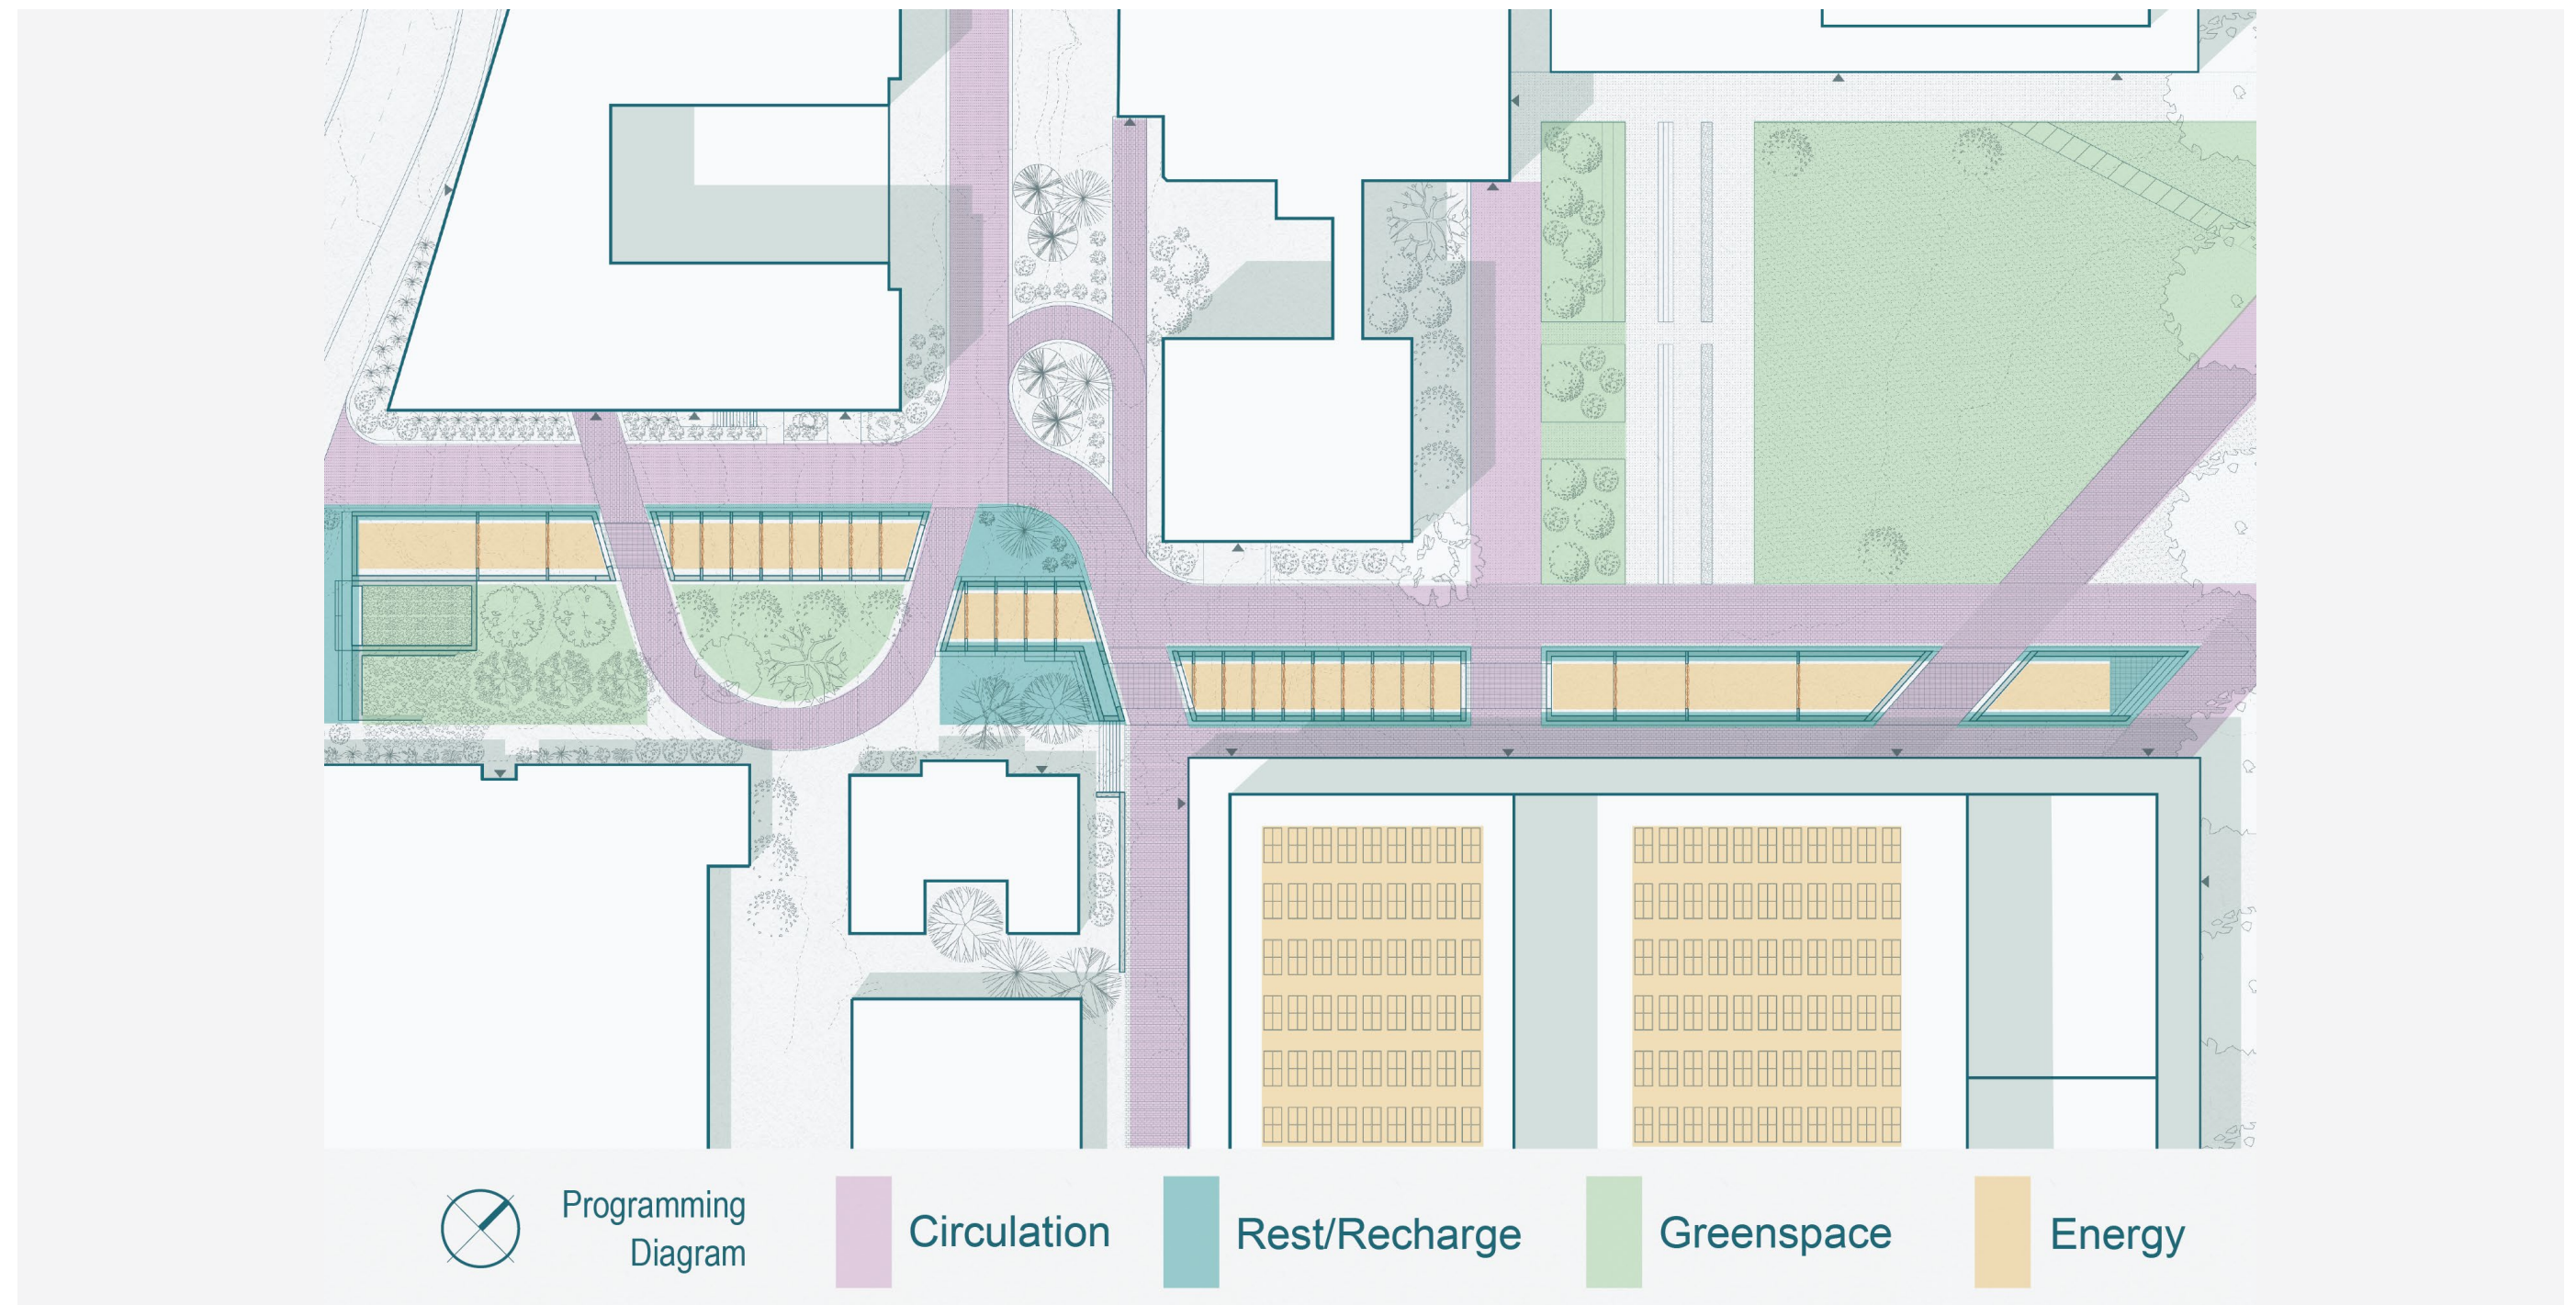 Programming
Diagram
Circulation
Rest/Recharge
Greenspace
Energy